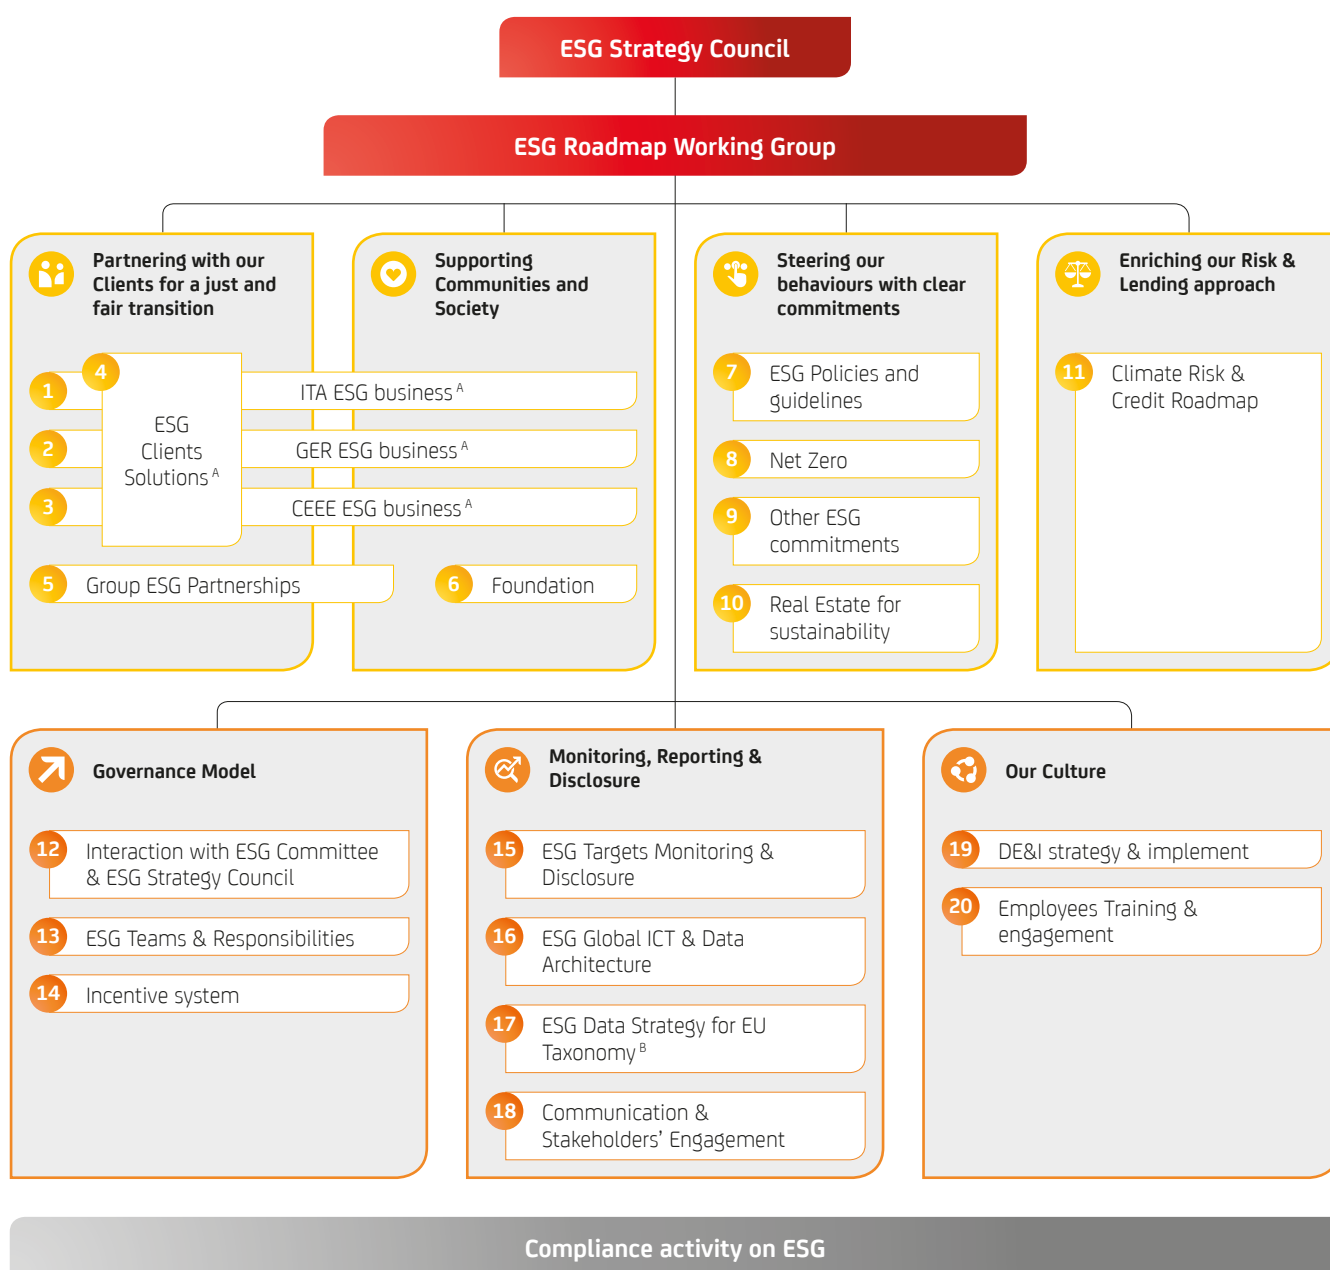 ESG Strategy Council
ESG Roadmap Working Group
Partnering with our
Clients for a just and
fair transition
Supporting
Communities and
Society
Steering our
behaviours with clear
commitments
Enriching our Risk &
Lending approach
1
ITA ESG business A
2
GER ESG business A
3
CEEE ESG business A
4
ESG
Clients
Solutions A
5
Group ESG Partnerships
6
Foundation
7
ESG Policies and
guidelines
8
Net Zero
9
Other ESG
commitments
10
Real Estate for
sustainability
11
Climate Risk &
Credit Roadmap
Governance Model
12
Interaction with ESG Committee
& ESG Strategy Council
13
ESG Teams & Responsibilities
14
Incentive system
Monitoring, Reporting &
Disclosure
15
ESG Targets Monitoring &
Disclosure
16
ESG Global ICT & Data
Architecture
17
ESG Data Strategy for EU
Taxonomy B
18
Communication &
Stakeholders’ Engagement
Our Culture
19
DE&I strategy & implement
20
Employees Training &
engagement
Compliance activity on ESG